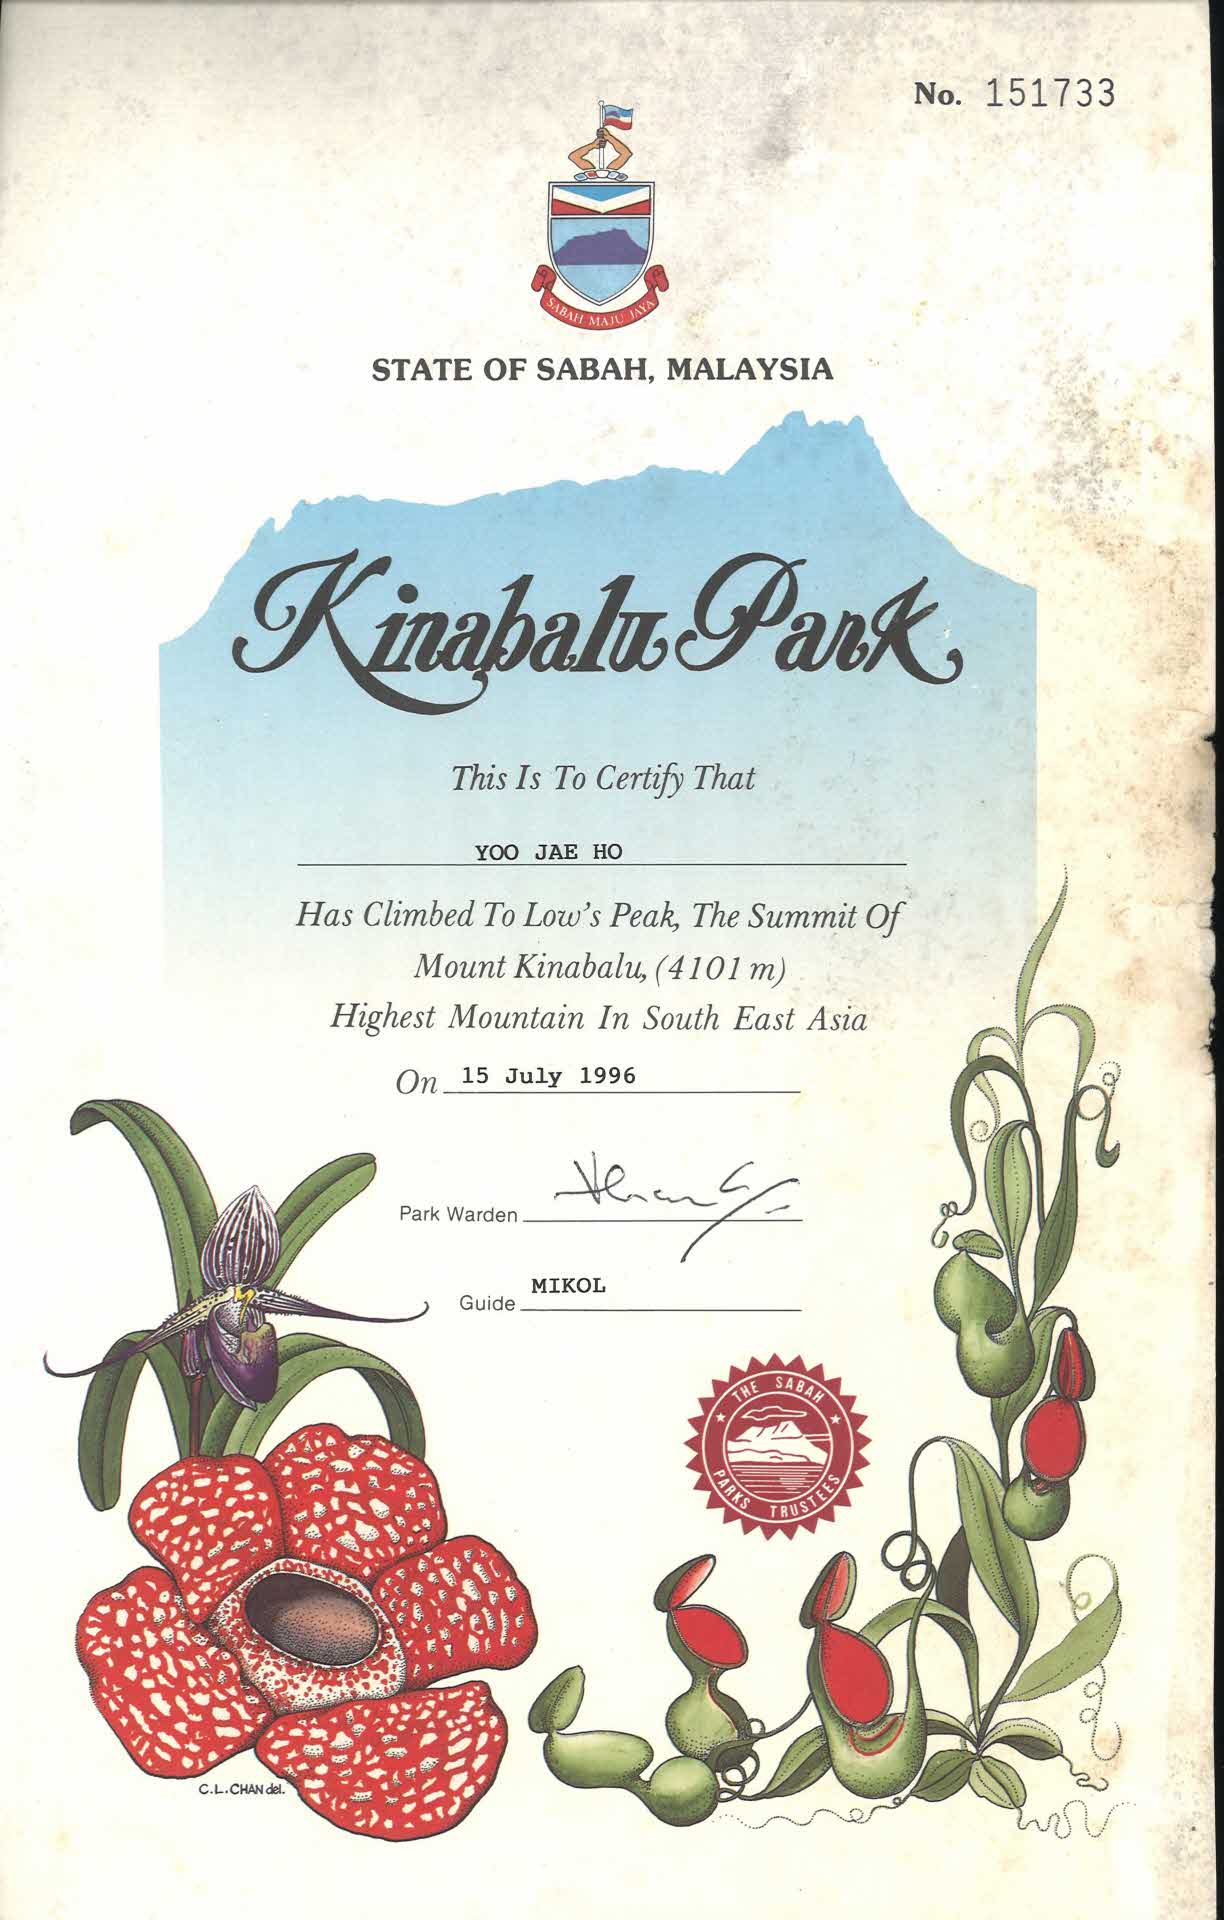 No. 151733
SABAH MAJU JAYA
STATE OF SABAH, MALAYSIA
Kinabalu Park
This Is To Certify That
YOO JAE HO
Has Climbed To Low's Peak, The Summit Of
Mount Kinabalu, (4101 m)
Highest Mountain In South East Asia
On 15 July 1996
Park Warden
Guide MIKOL
THE SABAH
PARKS TRUSTEES
C.L.CHAN del.